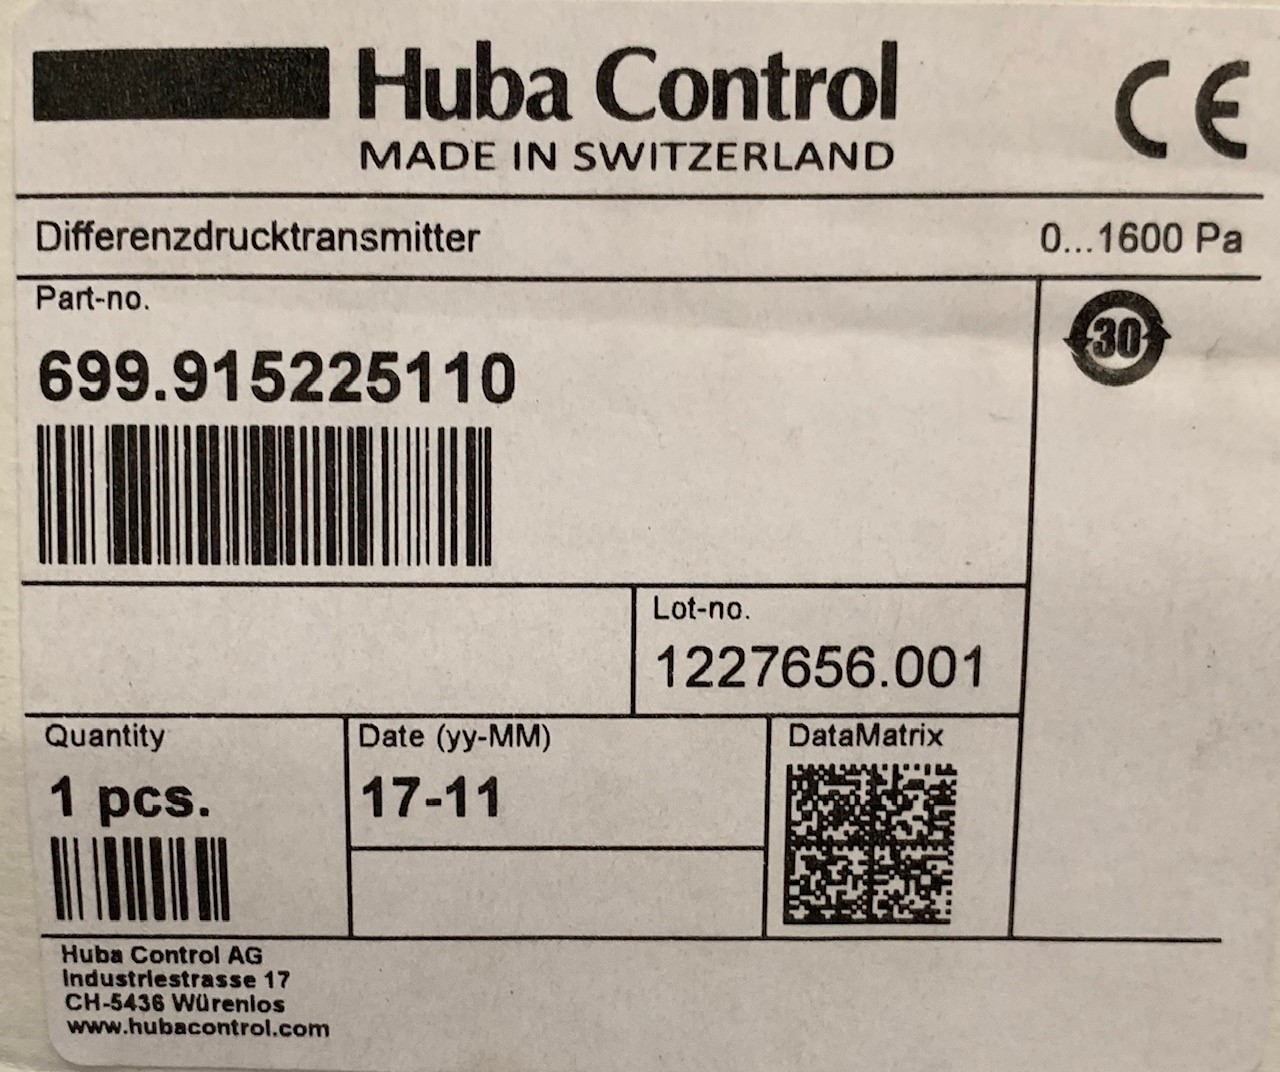 Huba Control
CE
MADE IN SWITZERLAND
Differenzdrucktransmitter
0...1600 Pa
Part-no.
30
699.915225110
Lot-no.
1227656.001
Quantity
Date (yy-MM)
DataMatrix
1 pcs.
17-11
Huba Control AG
Industriestrasse 17
CH-5436 Würenlos
www.hubacontrol.com